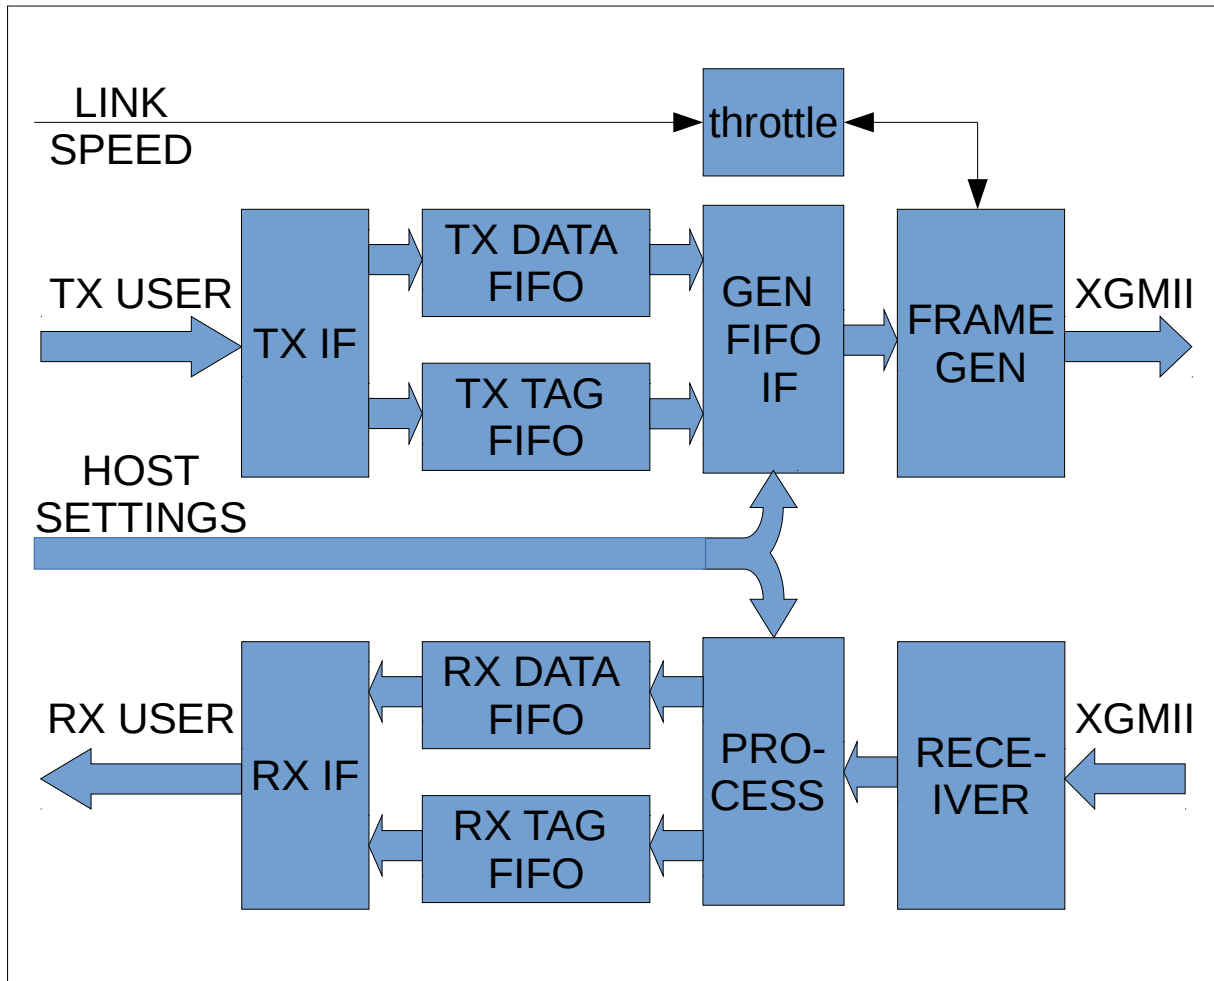 LINK
SPEED
throttle
TX USER
TX IF
TX DATA
FIFO
TX TAG
FIFO
GEN
FIFO
IF
FRAME
GEN
XGMII
HOST
SETTINGS
RX USER
RX IF
RX DATA
FIFO
RX TAG
FIFO
PRO-
CESS
RECE-
IVER
XGMII